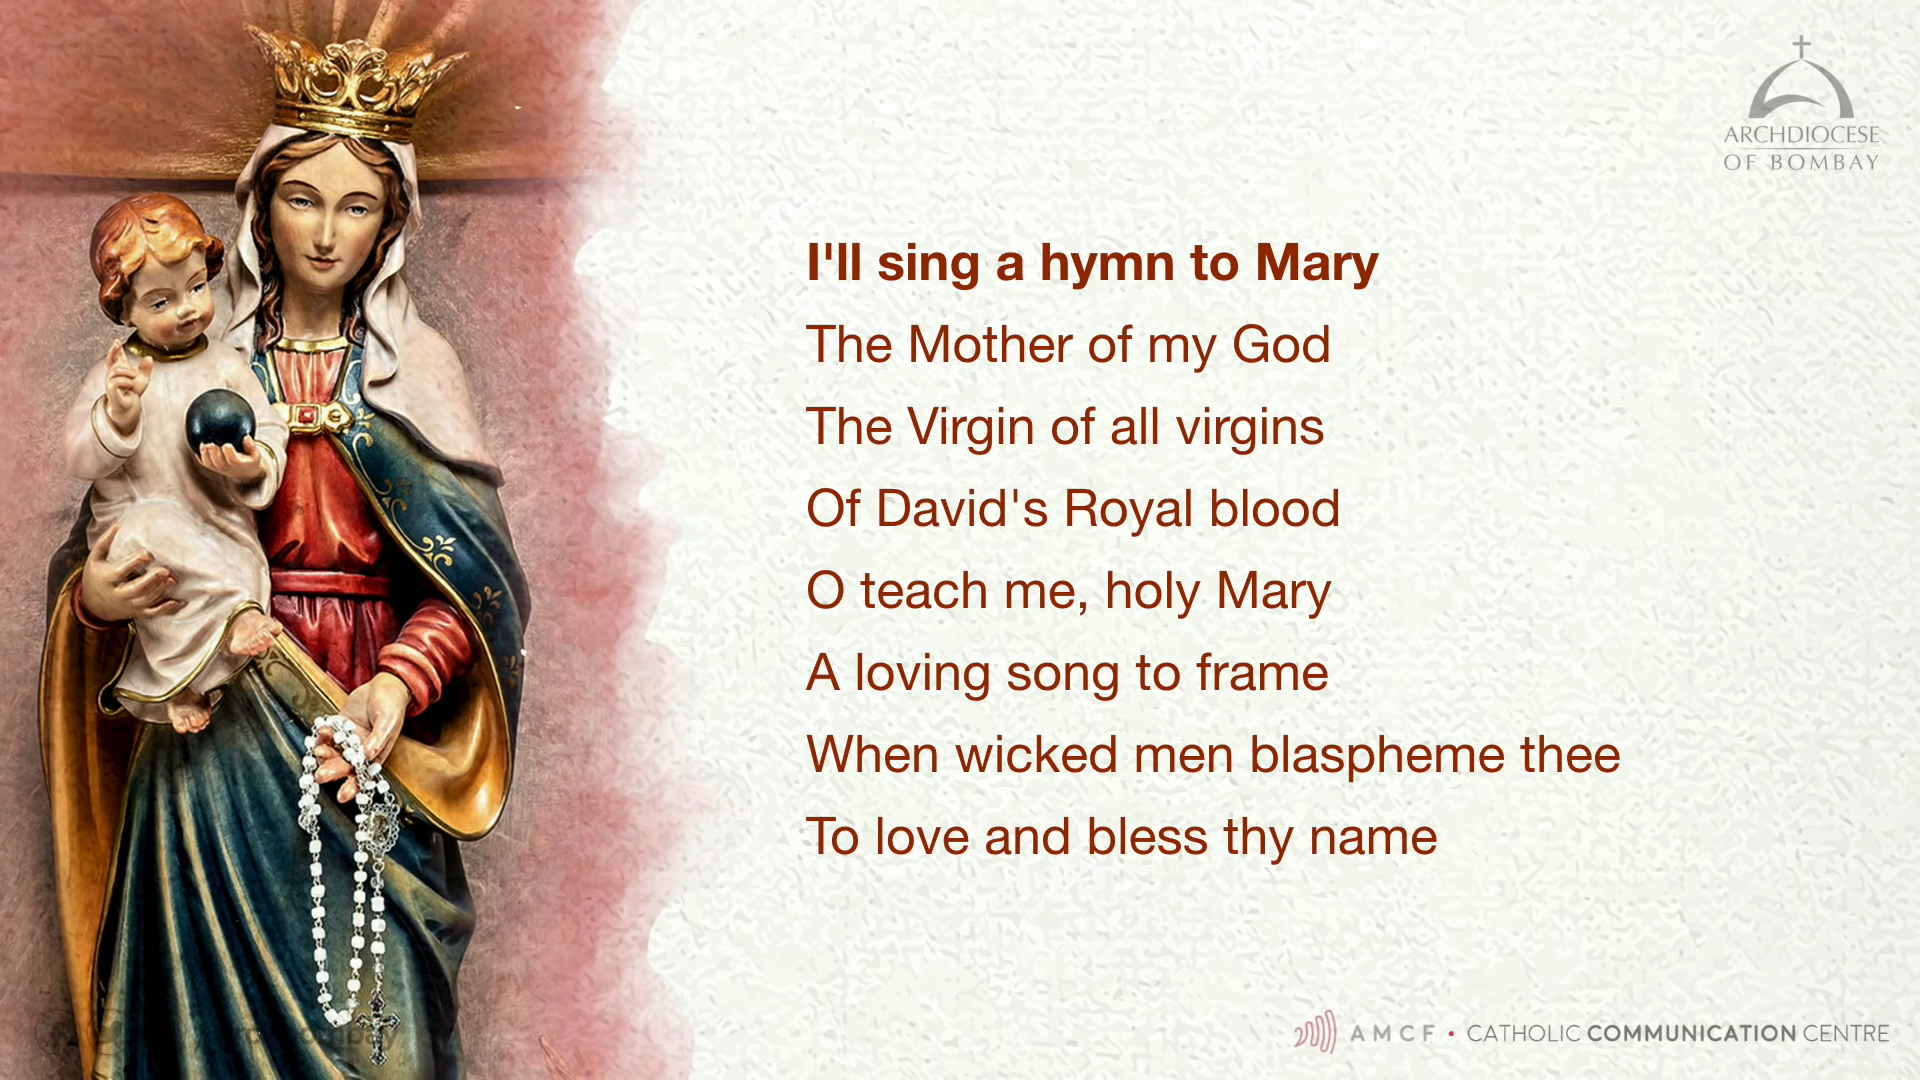 ARCHDIOCESE
OF BOMBAY
I'll sing a hymn to Mary
The Mother of my God
The Virgin of all virgins
Of David's Royal blood
O teach me, holy Mary
A loving song to frame
When wicked men blaspheme thee
To love and bless thy name
AMCF • CATHOLIC COMMUNICATION CENTRE